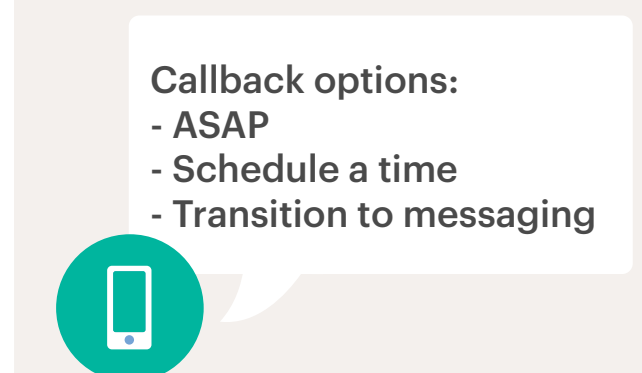 Callback options:
- ASAP
- Schedule a time
- Transition to messaging